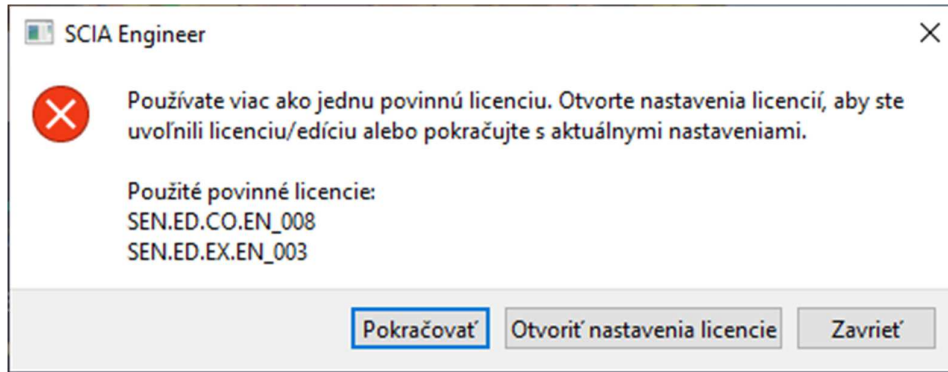 SCIA Engineer
Používate viac ako jednu povinnú licenciu. Otvorte nastavenia licencií, aby ste
uvoľnili licenciu/edíciu alebo pokračujte s aktuálnymi nastaveniami.
Použité povinné licencie:
SEN.ED.CO.EN_008
SEN.ED.EX.EN_003
Pokračovať
Otvoriť nastavenia licencie
Zavrieť